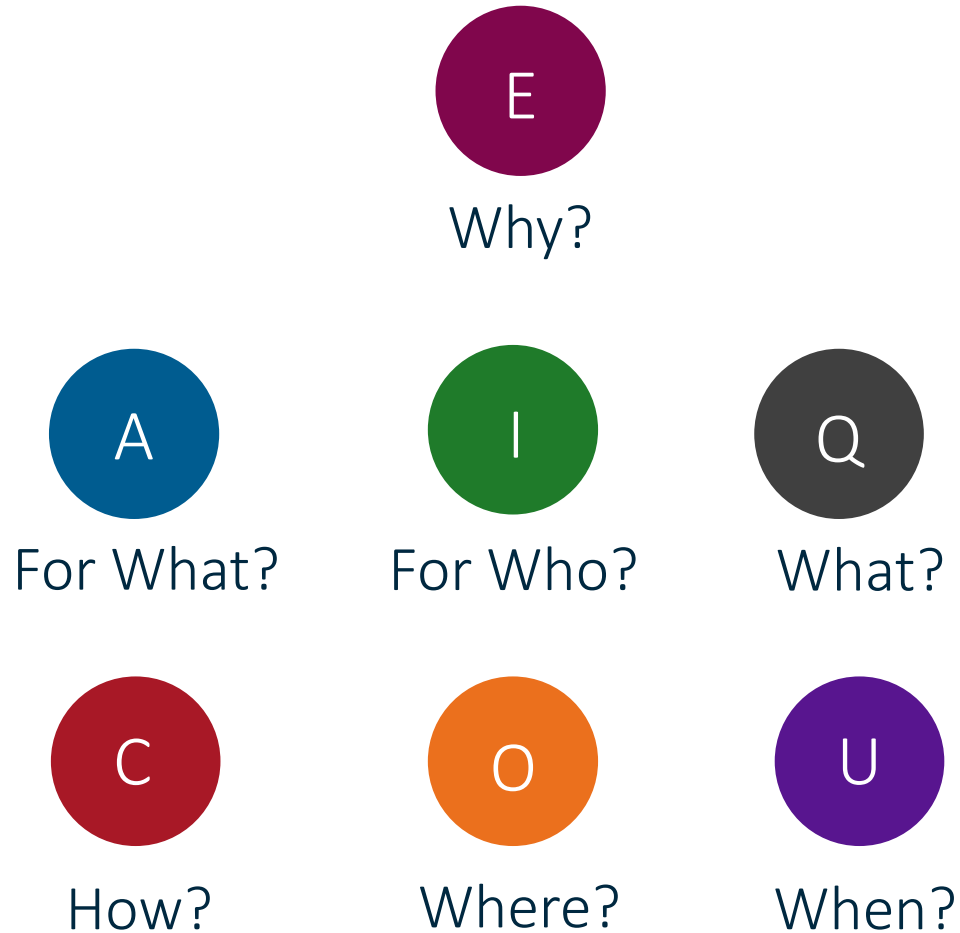 E
Why?
A I Q
For What? For Who? What?
C O U
How? Where? When?